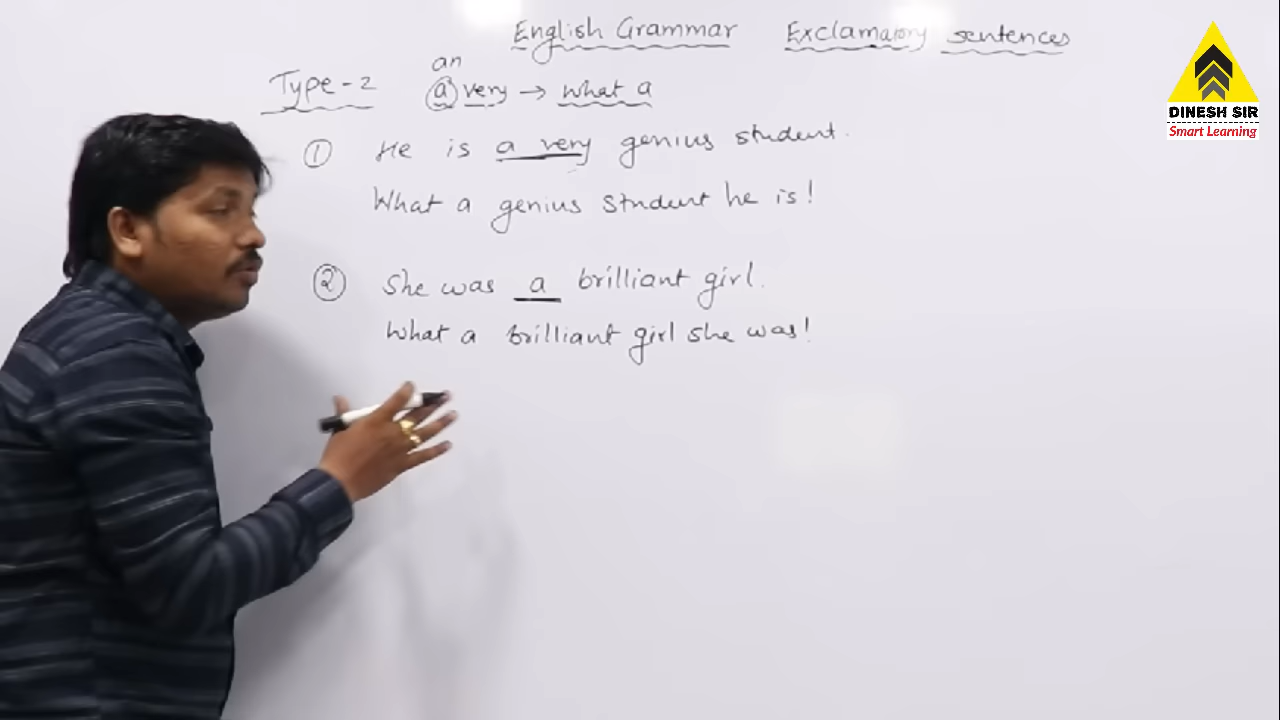 English Grammar Exclamatory sentences
an
Type-2 a very → what a
① He is a very genius student.
What a genius student he is!
② She was a brilliant girl.
What a brilliant girl she was!
DINESH SIR
Smart Learning